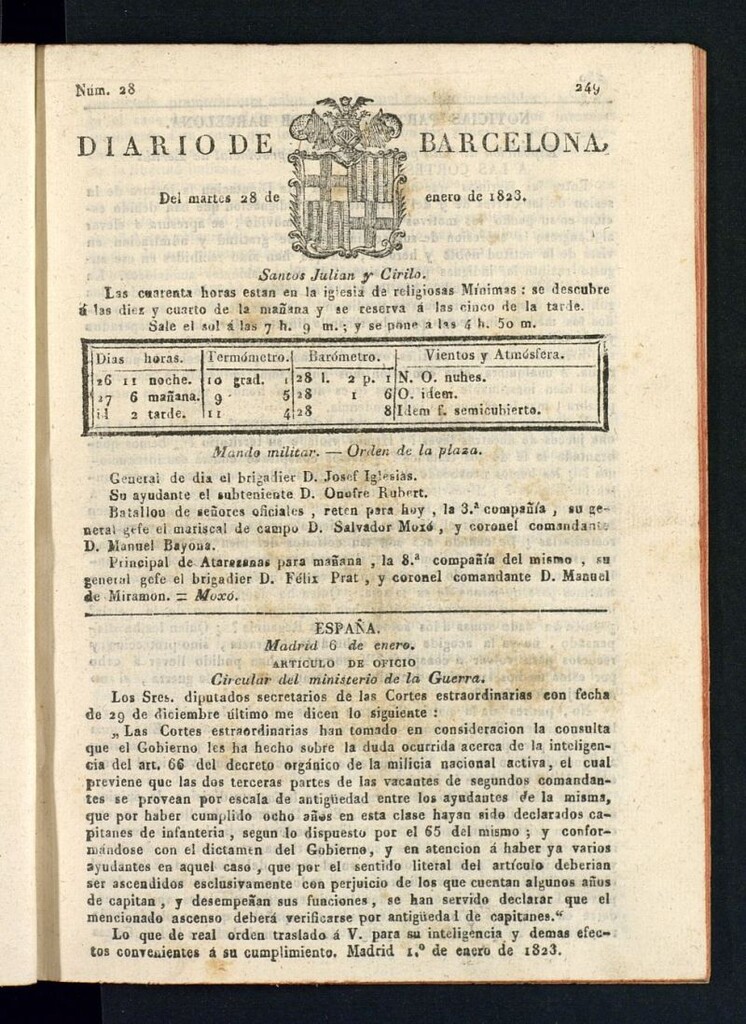 Núm. 28 249
DIARIO DE BARCELONA,
Del martes 28 de enero de 1823.
Santos Julian y Cirilo.
Las cuarenta horas estan en la iglesia de religiosas Mínimas : se descubre
á las diez y cuarto de la mañana y se reserva á las cinco de la tarde.
Sale el sol á las 7 h. 9 m. ; y se pone a las 4 h. 50 m.
Dias horas. Termómetro. Barómetro. Vientos y Atmósfera.
26 11 noche. 10 grad. 1 28 l. 2 p. 1 N. O. nubes.
27 6 mañana. 9 5 28 1 6 O. idem.
id 2 tarde. 11 4 28 8 Idem f. semicubierto.
Mando militar. — Orden de la plaza.
General de dia el brigadier D. Josef Iglesias.
Su ayudante el subteniente D. Onofre Rubert.
Batallon de señores oficiales , reten para hoy , la 3.ª compañía , su ge-
neral gefe el mariscal de campo D. Salvador Moxó , y coronel comandante
D. Manuel Bayona.
Principal de Atarazanas para mañana , la 8.ª compañía del mismo , su
general gefe el brigadier D. Félix Prat , y coronel comandante D. Manuel
de Miramon. = Moxó.
ESPAÑA.
Madrid 6 de enero.
ARTICULO DE OFICIO
Circular del ministerio de la Guerra.
Los Sres. diputados secretarios de las Cortes estraordinarias con fecha
de 29 de diciembre último me dicen lo siguiente :
„ Las Cortes estraordinarias han tomado en consideracion la consulta
que el Gobierno les ha hecho sobre la duda ocurrida acerca de la inteligen-
cia del art. 66 del decreto orgánico de la milicia nacional activa, el cual
previene que las dos terceras partes de las vacantes de segundos comandan-
tes se provean por escala de antigüedad entre los ayudantes de la misma,
que por haber cumplido ocho años en esta clase hayan sido declarados ca-
pitanes de infanteria , segun lo dispuesto por el 65 del mismo ; y confor-
mándose con el dictamen del Gobierno, y en atencion á haber ya varios
ayudantes en aquel caso , que por el sentido literal del artículo deberian
ser ascendidos esclusivamente con perjuicio de los que cuentan algunos años
de capitan , y desempeñan sus funciones, se han servido declarar que el
mencionado ascenso deberá verificarse por antigüedad de capitanes.“
Lo que de real orden traslado á V. para su inteligencia y demas efec-
tos convenientes á su cumplimiento. Madrid 1.º de enero de 1823.